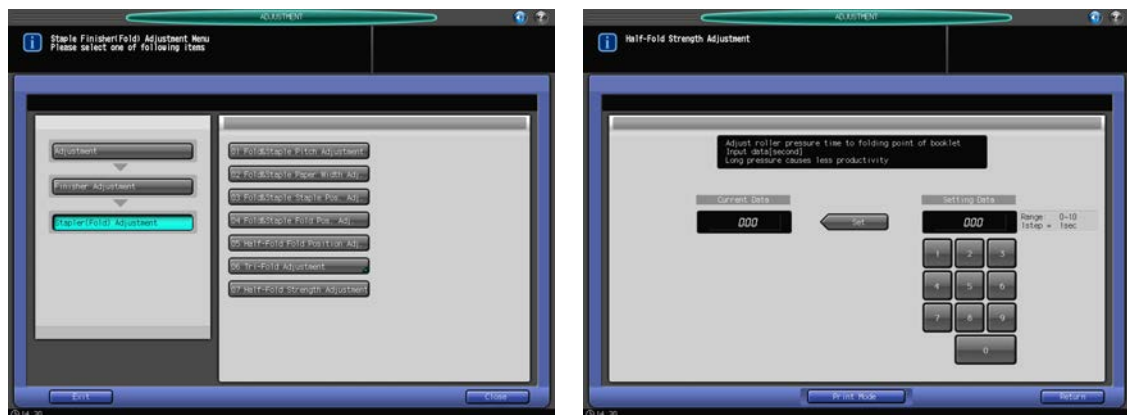 ADJUSTMENT
Staple Finisher(Fold) Adjustment Menu
Please select one of following items
Adjustment
Finisher Adjustment
Stapler(Fold) Adjustment
01 Fold&Staple Pitch Adjustment
02 Fold&Staple Paper Width Adj.
03 Fold&Staple Staple Pos. Adj.
04 Fold&Staple Fold Pos. Adj.
05 Half-Fold Fold Position Adj.
06 Tri-Fold Adjustment
07 Half-Fold Strength Adjustment
Exit
Close
14:30
ADJUSTMENT
Half-Fold Strength Adjustment
Adjust roller pressure time to folding point of booklet
Input data[second]
Long pressure causes less productivity
Current Data
Setting Data
000
Set
000
Range 0~10
1step = 1sec
1 2 3
4 5 6
7 8 9
0
Print Mode
Return
14:30